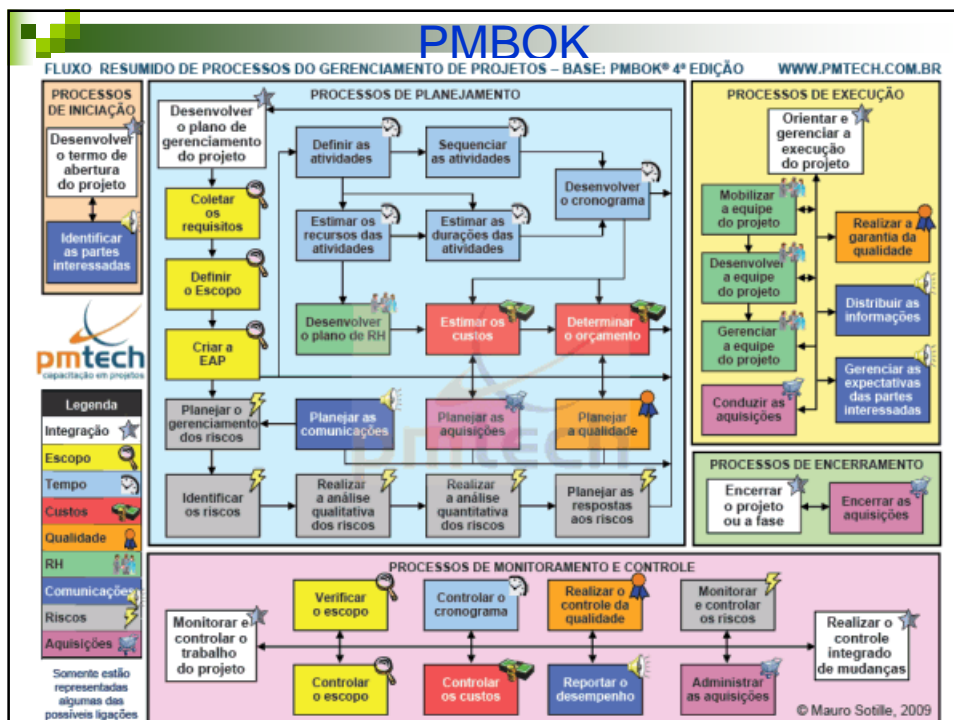 PMBOK
FLUXO RESUMIDO DE PROCESSOS DO GERENCIAMENTO DE PROJETOS – BASE: PMBOK® 4ª EDIÇÃO
WWW.PMTECH.COM.BR
PROCESSOS
DE INICIAÇÃO
Desenvolver
o termo de
abertura
do projeto
Identificar
as partes
interessadas
pmtech
capacitação em projetos
Legenda
Integração
Escopo
Tempo
Custos
Qualidade
RH
Comunicações
Riscos
Aquisições
Somente estão
representadas
algumas das
possíveis ligações
PROCESSOS DE PLANEJAMENTO
Desenvolver
o plano de
gerenciamento
do projeto
Definir as
atividades
Sequenciar
as atividades
Desenvolver
o cronograma
Coletar
os
requisitos
Estimar os
recursos das
atividades
Estimar as
durações das
atividades
Definir
o Escopo
Desenvolver
o plano de RH
Estimar os
custos
Determinar
o orçamento
Criar a
EAP
Planejar o
gerenciamento
dos riscos
Planejar as
comunicações
Planejar as
aquisições
Planejar
a qualidade
pmtech
Identificar
os riscos
Realizar
a análise
qualitativa
dos riscos
Realizar
a análise
quantitativa
dos riscos
Planejar as
respostas
aos riscos
PROCESSOS DE EXECUÇÃO
Orientar e
gerenciar a
execução
do projeto
Mobilizar
a equipe
do projeto
Realizar a
garantia da
qualidade
Desenvolver
a equipe
do projeto
Distribuir as
informações
Gerenciar
a equipe
do projeto
Gerenciar as
expectativas
das partes
interessadas
Conduzir as
aquisições
PROCESSOS DE ENCERRAMENTO
Encerrar
o projeto
ou a fase
Encerrar as
aquisições
PROCESSOS DE MONITORAMENTO E CONTROLE
Monitorar e
controlar o
trabalho
do projeto
Verificar
o escopo
Controlar o
cronograma
Realizar o
controle da
qualidade
Monitorar
e controlar
os riscos
Realizar o
controle
integrado
de mudanças
Controlar
o escopo
Controlar
os custos
Reportar o
desempenho
Administrar
as aquisições
© Mauro Sotille, 2009